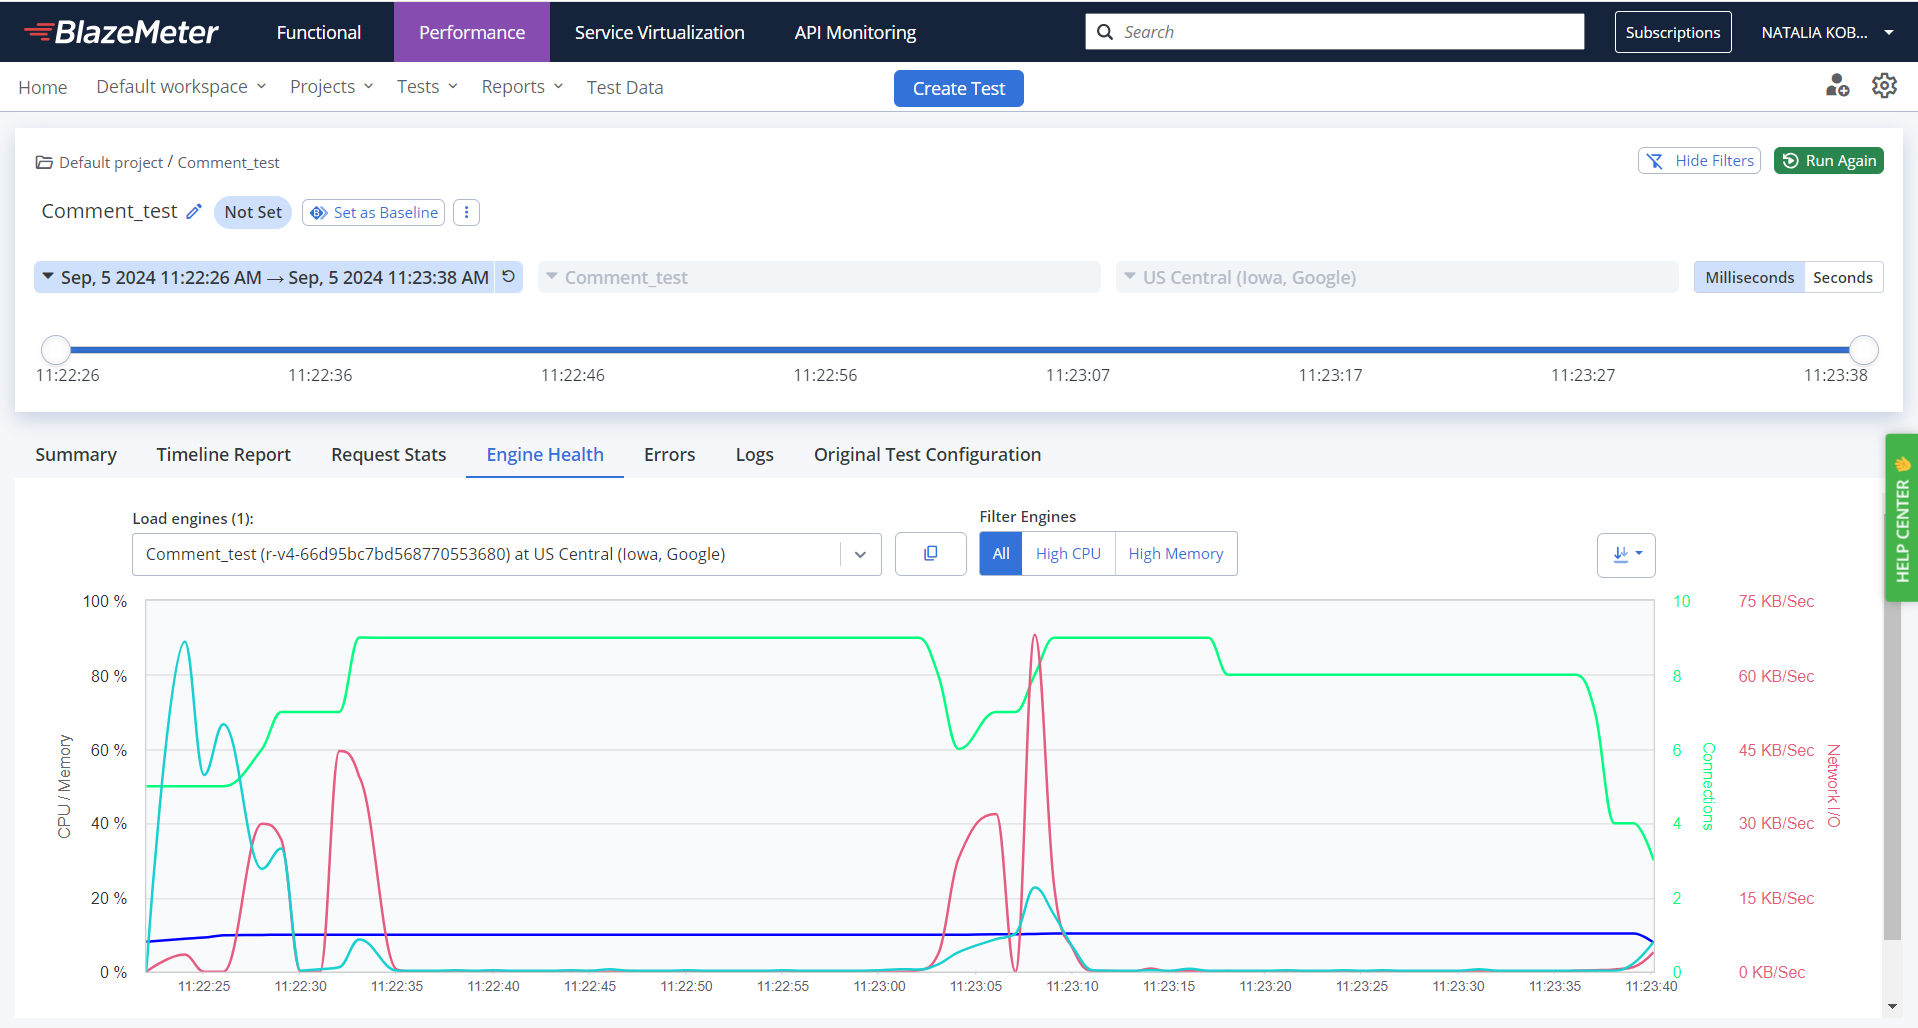 BlazeMeter Functional Performance Service Virtualization API Monitoring Search Subscriptions NATALIA KOB...
Home Default workspace Projects Tests Reports Test Data Create Test
Default project / Comment_test Hide Filters Run Again
Comment_test Not Set Set as Baseline
Sep, 5 2024 11:22:26 AM → Sep, 5 2024 11:23:38 AM Comment_test US Central (Iowa, Google) Milliseconds Seconds
11:22:26 11:22:36 11:22:46 11:22:56 11:23:07 11:23:17 11:23:27 11:23:38
Summary Timeline Report Request Stats Engine Health Errors Logs Original Test Configuration
HELP CENTER
Load engines (1): Filter Engines
Comment_test (r-v4-66d95bc7bd568770553680) at US Central (Iowa, Google) All High CPU High Memory
100 % 10 75 KB/Sec
80 % 8 60 KB/Sec
60 % 6 45 KB/Sec
CPU / Memory Connections Network I/O
40 % 4 30 KB/Sec
20 % 2 15 KB/Sec
0 % 0 0 KB/Sec
11:22:25 11:22:30 11:22:35 11:22:40 11:22:45 11:22:50 11:22:55 11:23:00 11:23:05 11:23:10 11:23:15 11:23:20 11:23:25 11:23:30 11:23:35 11:23:40